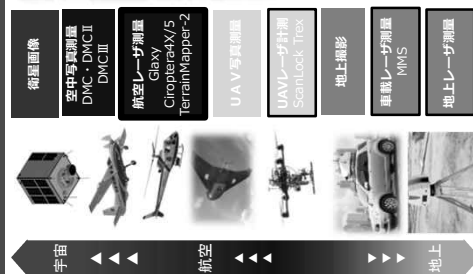 衛星画像
空中写真測量
DMC・DMCⅡ
DMCⅢ
航空レーザ測量
Glaxy
Ciroptera4X/5
TerrainMapper-2
UAV写真測量
UAVレーザ計測
ScanLock Trex
地上撮影
車載レーザ測量
MMS
地上レーザ測量
宇宙
航空
地上